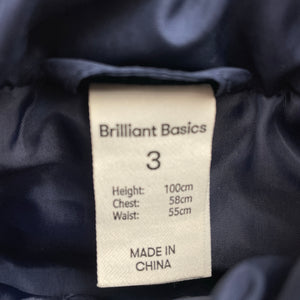 Brilliant Basics
3
Height: 100cm
Chest: 58cm
Waist: 55cm
MADE IN
CHINA